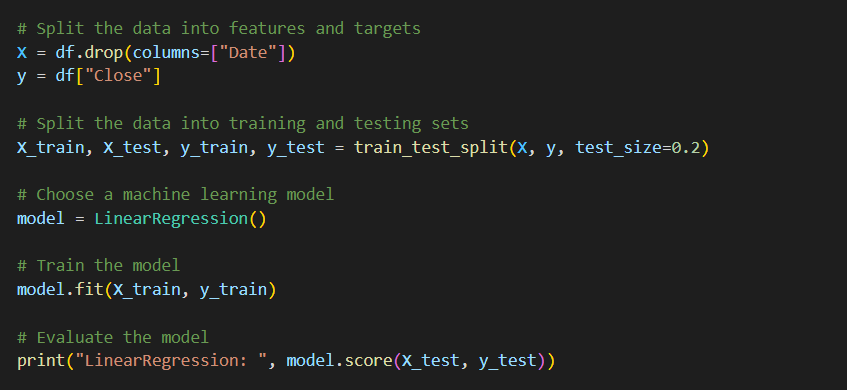 # Split the data into features and targets
X = df.drop(columns=["Date"])
y = df["Close"]
# Split the data into training and testing sets
X_train, X_test, y_train, y_test = train_test_split(X, y, test_size=0.2)
# Choose a machine learning model
model = LinearRegression()
# Train the model
model.fit(X_train, y_train)
# Evaluate the model
print("LinearRegression: ", model.score(X_test, y_test))